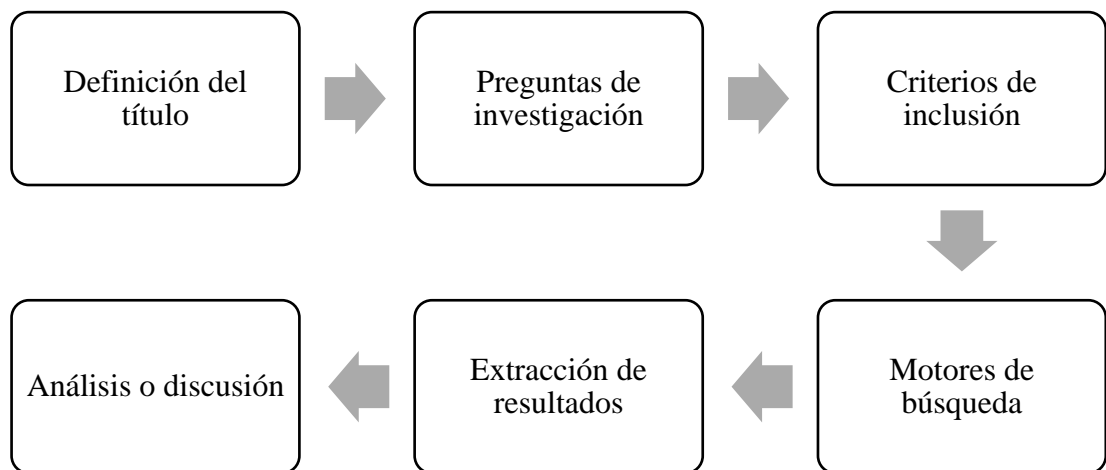 Definición del
título
Preguntas de
investigación
Criterios de
inclusión
Motores de
búsqueda
Extracción de
resultados
Análisis o discusión